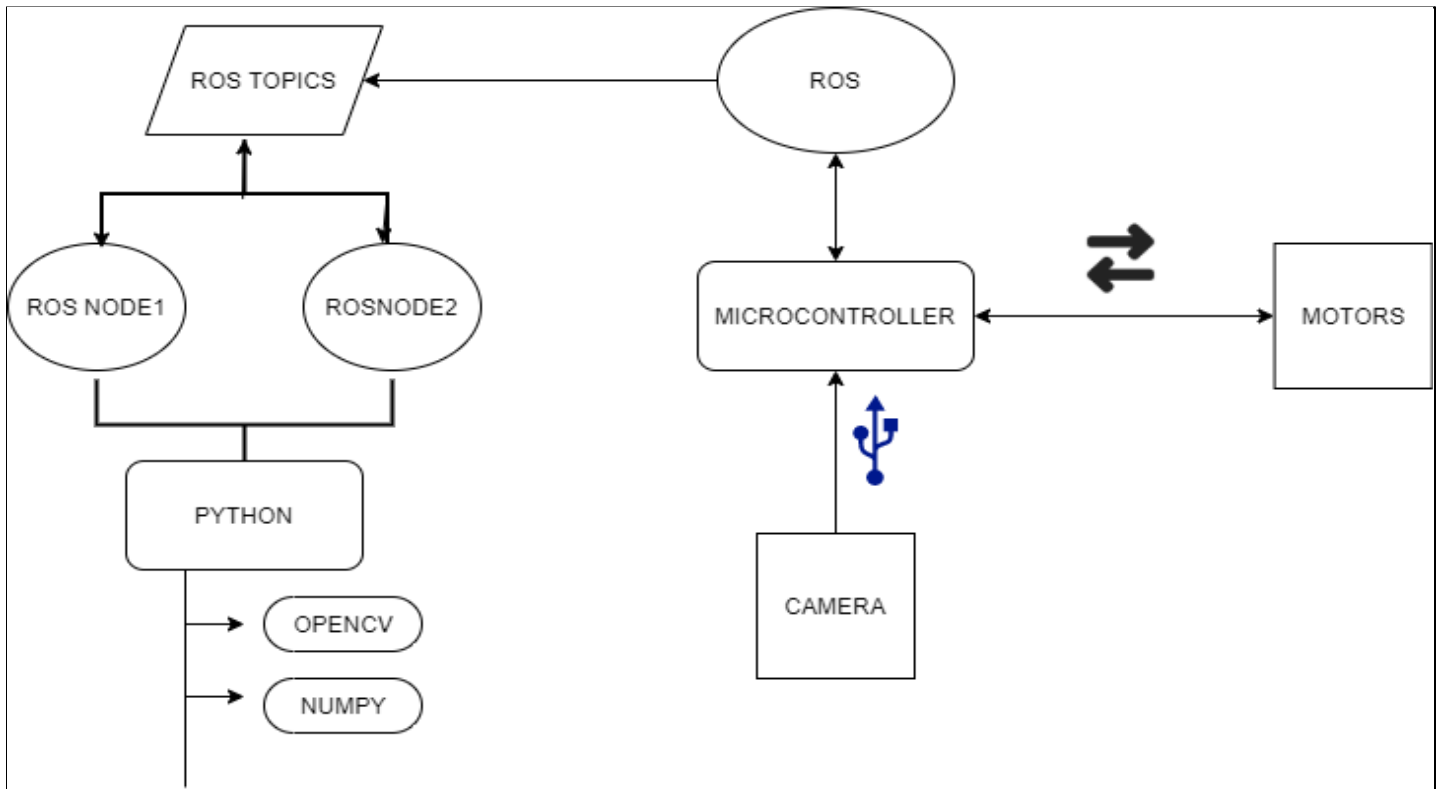 ROS TOPICS
ROS
ROS NODE1
ROSNODE2
MICROCONTROLLER
MOTORS
PYTHON
CAMERA
OPENCV
NUMPY